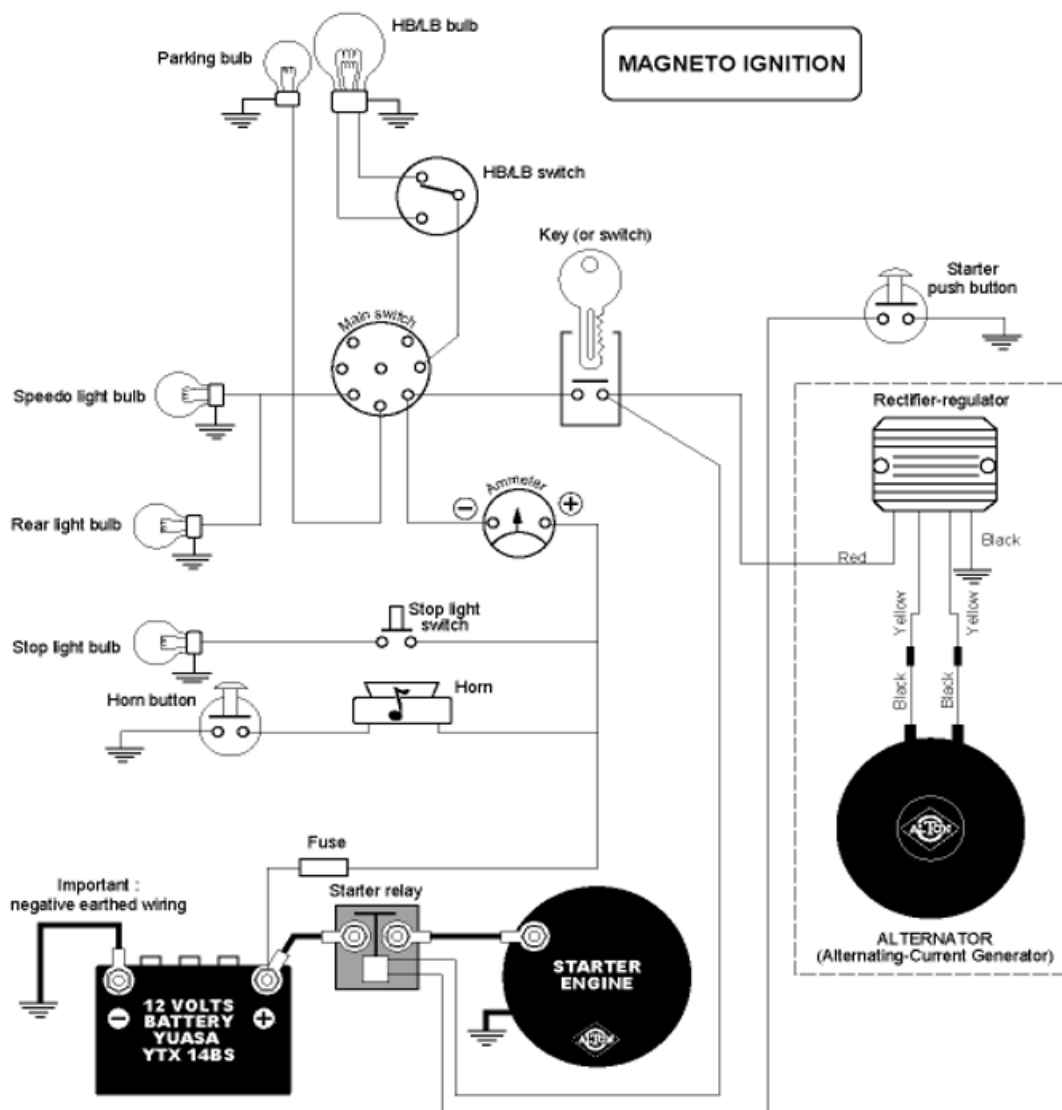 HB/LB bulb
Parking bulb
MAGNETO IGNITION
HB/LB switch
Key (or switch)
Starter
push button
Main switch
Speedo light bulb
Rectifier-regulator
Ammeter
Rear light bulb
Black
Red
Yellow
Yellow
Stop light
switch
Stop light bulb
Black
Black
Horn button
Horn
ALTON
Fuse
Important :
negative earthed wiring
Starter relay
ALTERNATOR
(Alternating-Current Generator)
STARTER
ENGINE
12 VOLTS
BATTERY
YUASA
YTX 14BS
ALTON